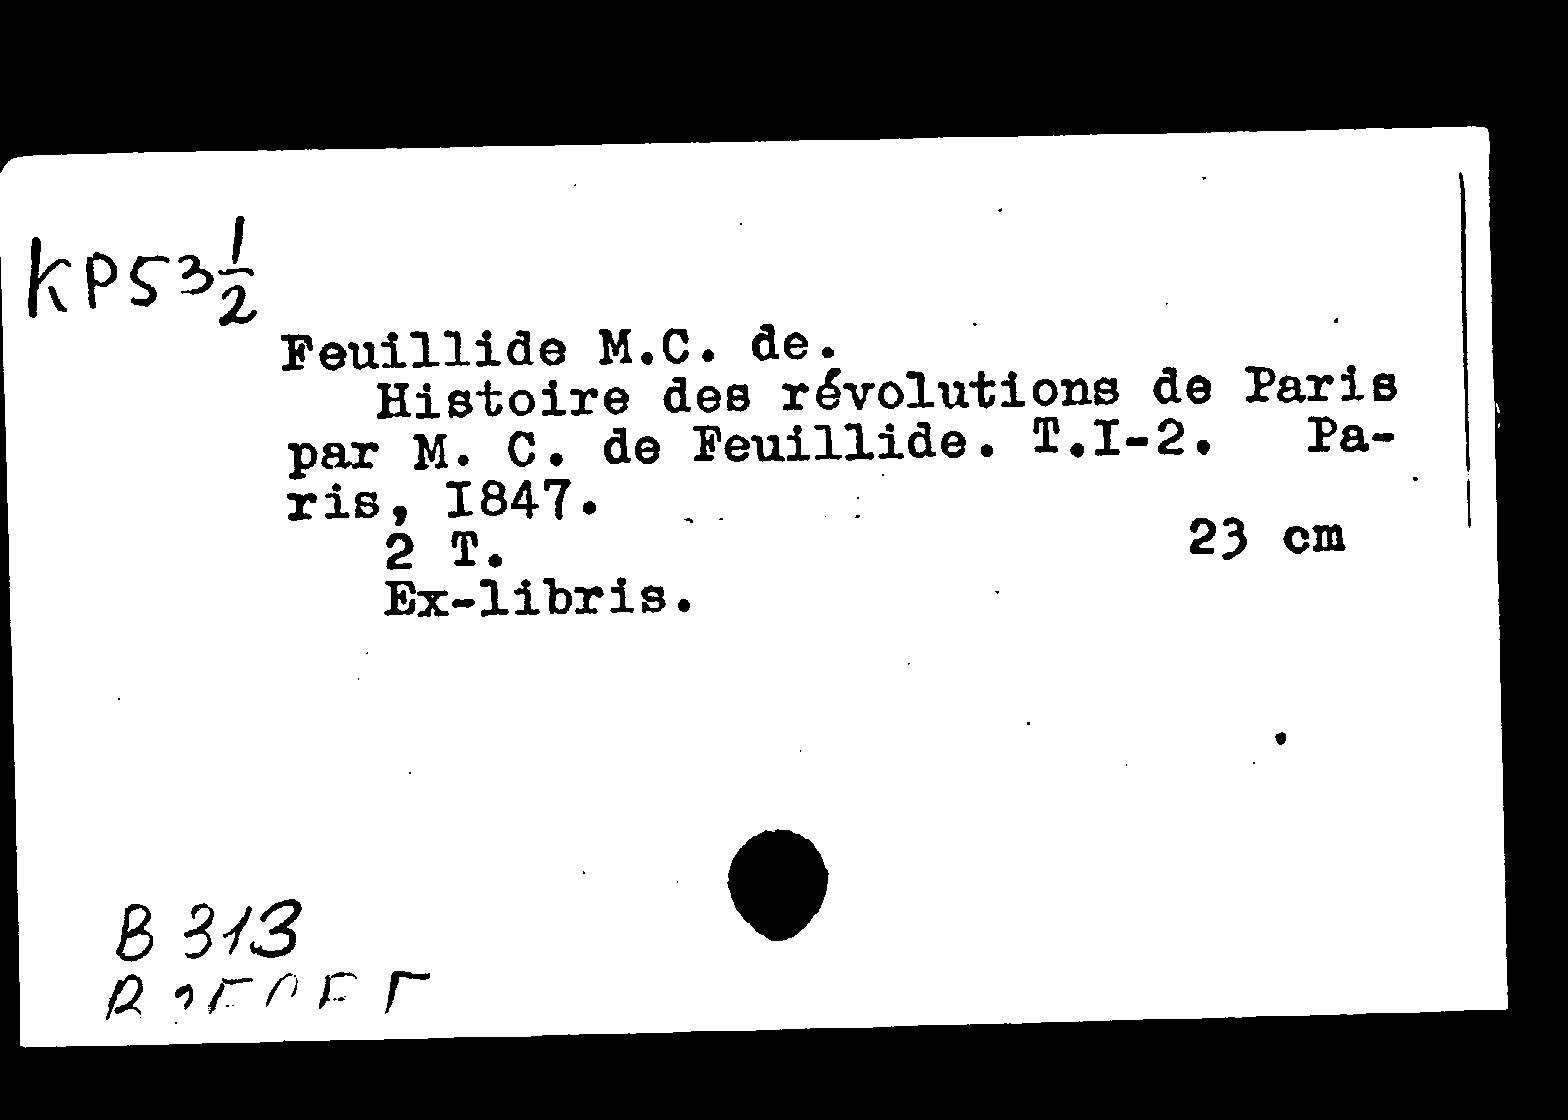 KP53 1/2
Feuillide M.C. de.
Histoire des révolutions de Paris
par M. C. de Feuillide. T.I-2. Pa-
ris, I847.
2 T. 23 cm
Ex-libris.
B 313